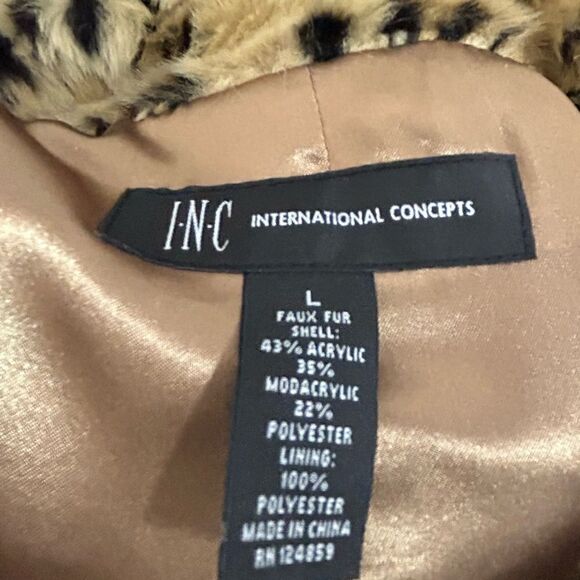 I·N·C INTERNATIONAL CONCEPTS
L
FAUX FUR
SHELL:
43% ACRYLIC
35%
MODACRYLIC
22%
POLYESTER
LINING:
100%
POLYESTER
MADE IN CHINA
RN 124859